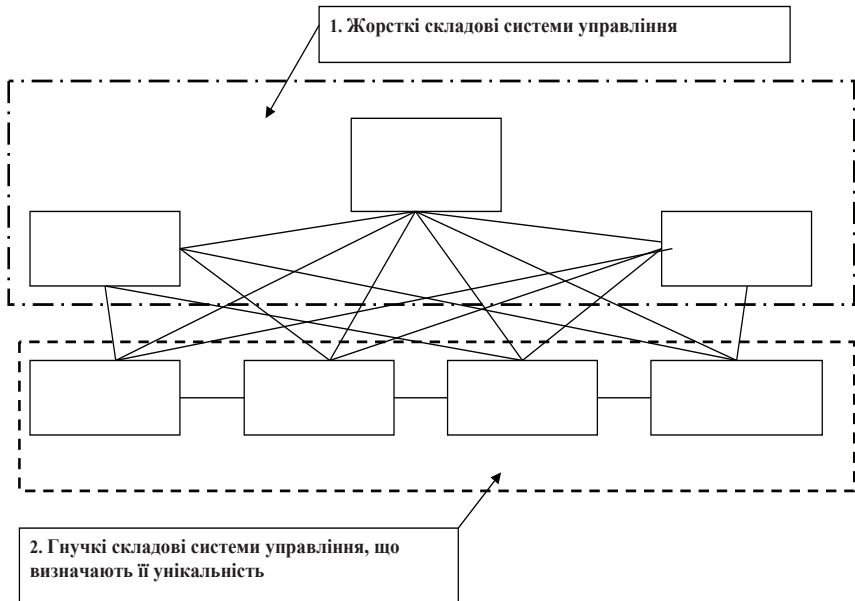 1. Жорсткі складові системи управління
2. Гнучкі складові системи управління, що
визначають її унікальність